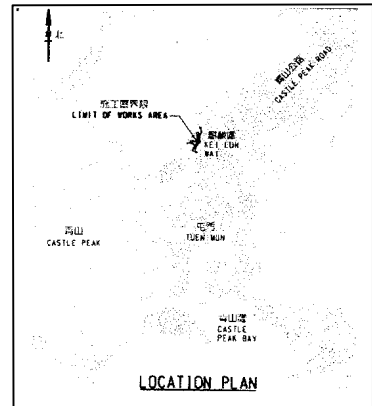 北
青山公路
CASTLE PEAK ROAD
施工區界限
LIMIT OF WORKS AREA
麒麟圍
KEI LUN
WAI
青山
CASTLE PEAK
屯門
TUEN MUN
青山灣
CASTLE
PEAK BAY
LOCATION PLAN